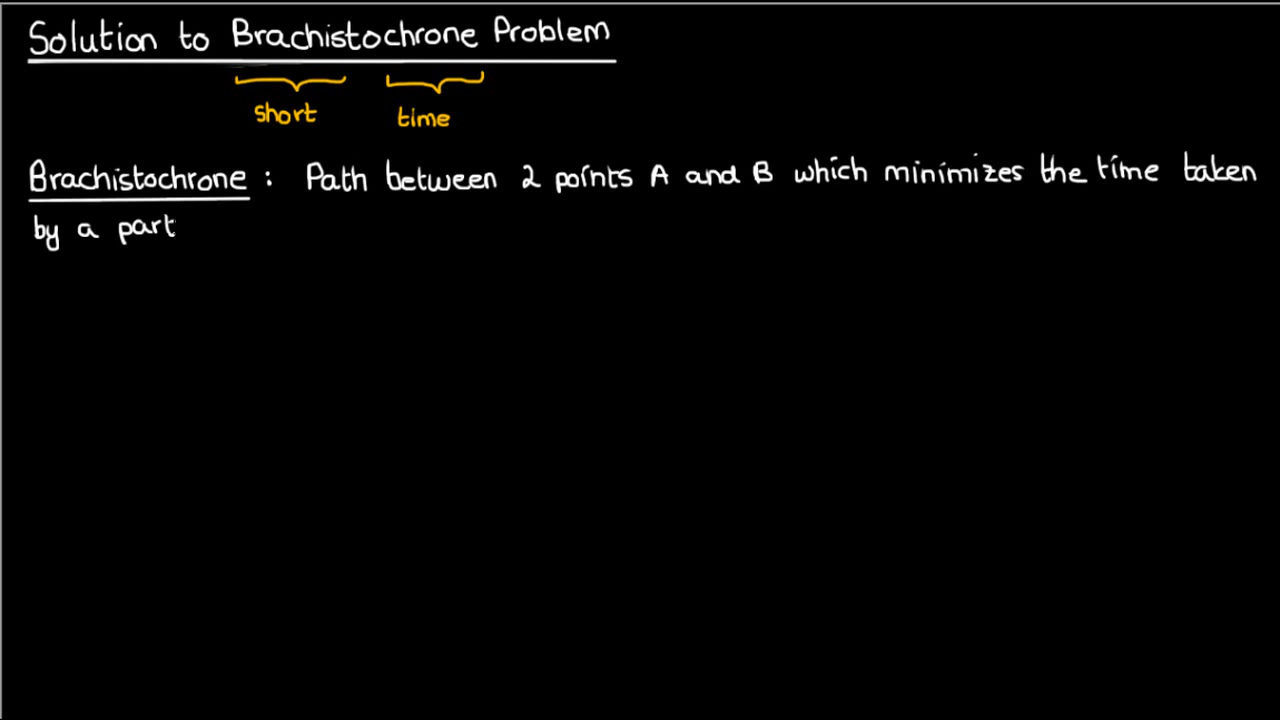 Solution to Brachistochrone Problem
short time
Brachistochrone : Path between 2 points A and B which minimizes the time taken
by a part